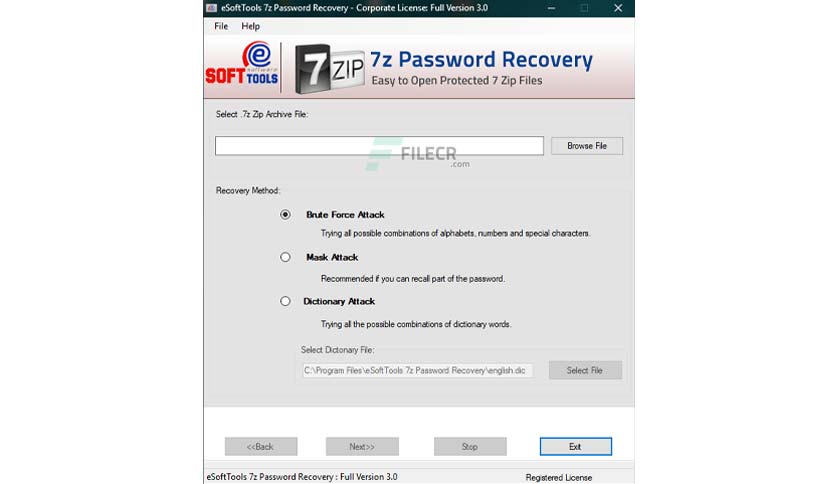 eSoftTools 7z Password Recovery - Corporate License: Full Version 3.0
File Help
e
software
SOFT TOOLS
7 ZIP
7z Password Recovery
Easy to Open Protected 7 Zip Files
Select .7z Zip Archive File:
Browse File
FILECR
.com
Recovery Method:
Brute Force Attack
Trying all possible combinations of alphabets, numbers and special characters.
Mask Attack
Recommended if you can recall part of the password.
Dictionary Attack
Trying all the possible combinations of dictionary words.
Select Dictonary File:
C:\Program Files\eSoftTools 7z Password Recovery\english.dic
Select File
<<Back
Next>>
Stop
Exit
eSoftTools 7z Password Recovery : Full Version 3.0
Registered License